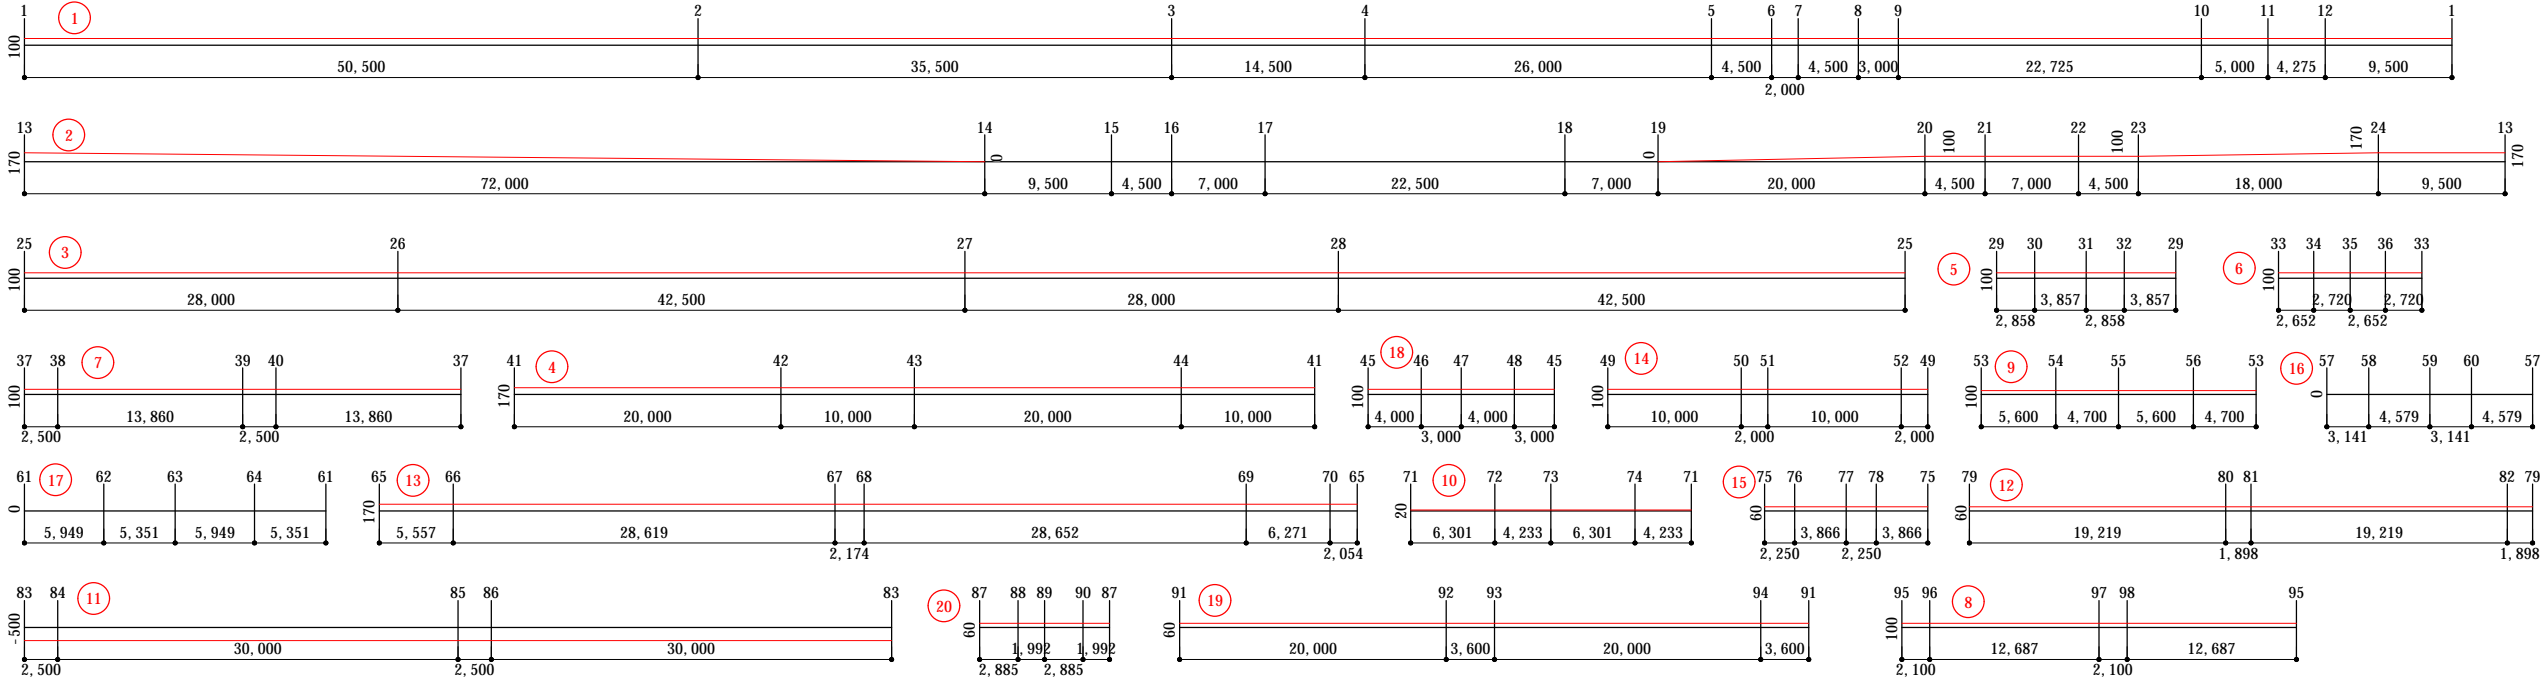 1 ① 2 3 4 5 6 7 8 9 10 11 12 1
100
50,500 35,500 14,500 26,000 4,500 4,500 3,000 22,725 5,000 4,275 9,500
2,000
13 ② 14 15 16 17 18 19 20 21 22 23 24 13
170 0 0 100 100 170 170
72,000 9,500 4,500 7,000 22,500 7,000 20,000 4,500 7,000 4,500 18,000 9,500
25 ③ 26 27 28 25 ⑤ 29 30 31 32 29 ⑥ 33 34 35 36 33
100 100 100
28,000 42,500 28,000 42,500 3,857 3,857 2,720 2,720
2,858 2,858 2,652 2,652
37 38 ⑦ 39 40 37 41 ④ 42 43 44 41 45 ⑱ 46 47 48 45 49 ⑭ 50 51 52 49 53 ⑨ 54 55 56 53 ⑯ 57 58 59 60 57
100 170 100 100 100 0
13,860 13,860 20,000 10,000 20,000 10,000 4,000 4,000 10,000 10,000 5,600 4,700 5,600 4,700 4,579 4,579
2,500 2,500 3,000 3,000 2,000 2,000 3,141 3,141
61 ⑰ 62 63 64 61 65 ⑬ 66 67 68 69 70 65 71 ⑩ 72 73 74 71 ⑮ 75 76 77 78 75 79 ⑫ 80 81 82 79
0 170 20 60 60
5,949 5,351 5,949 5,351 5,557 28,619 28,652 6,271 6,301 4,233 6,301 4,233 3,866 3,866 19,219 19,219
2,174 2,054 2,250 2,250 1,898 1,898
83 84 ⑪ 85 86 83 ⑳ 87 88 89 90 87 91 ⑲ 92 93 94 91 95 96 ⑧ 97 98 95
-500 60 60 100
30,000 30,000 1,992 1,992 20,000 3,600 20,000 3,600 12,687 12,687
2,500 2,500 2,885 2,885 2,100 2,100